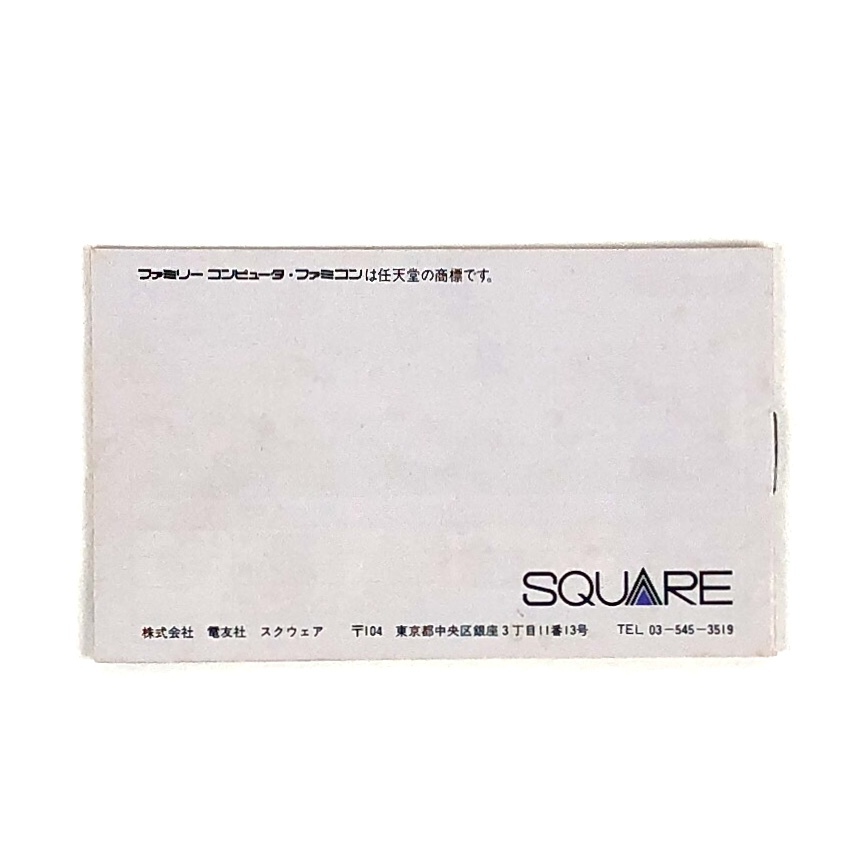 ファミリー コンピュータ・ファミコンは任天堂の商標です。
SQUARE
株式会社 電友社 スクウェア 〒104 東京都中央区銀座3丁目11番13号 TEL 03-545-3519